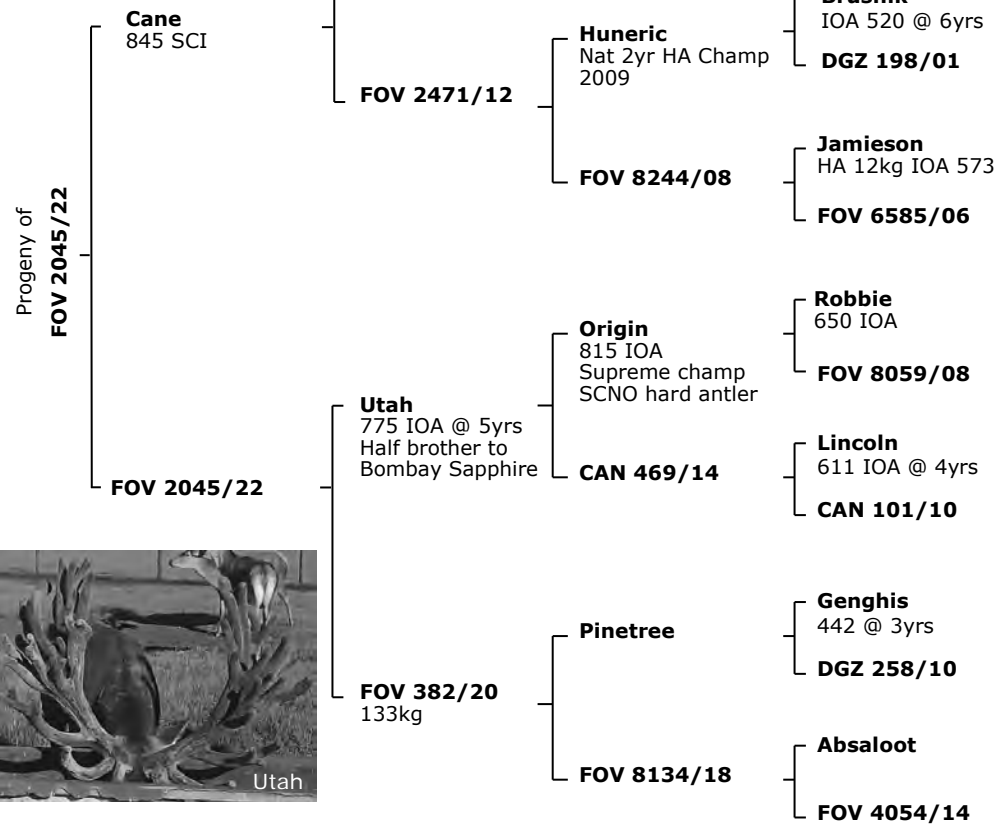 Progeny of
FOV 2045/22
Cane
845 SCI
FOV 2471/12
Huneric
Nat 2yr HA Champ
2009
IOA 520 @ 6yrs
DGZ 198/01
FOV 8244/08
Jamieson
HA 12kg IOA 573
FOV 6585/06
FOV 2045/22
Utah
775 IOA @ 5yrs
Half brother to
Bombay Sapphire
Origin
815 IOA
Supreme champ
SCNO hard antler
Robbie
650 IOA
FOV 8059/08
CAN 469/14
Lincoln
611 IOA @ 4yrs
CAN 101/10
FOV 382/20
133kg
Pinetree
Genghis
442 @ 3yrs
DGZ 258/10
FOV 8134/18
Absaloot
FOV 4054/14
Utah